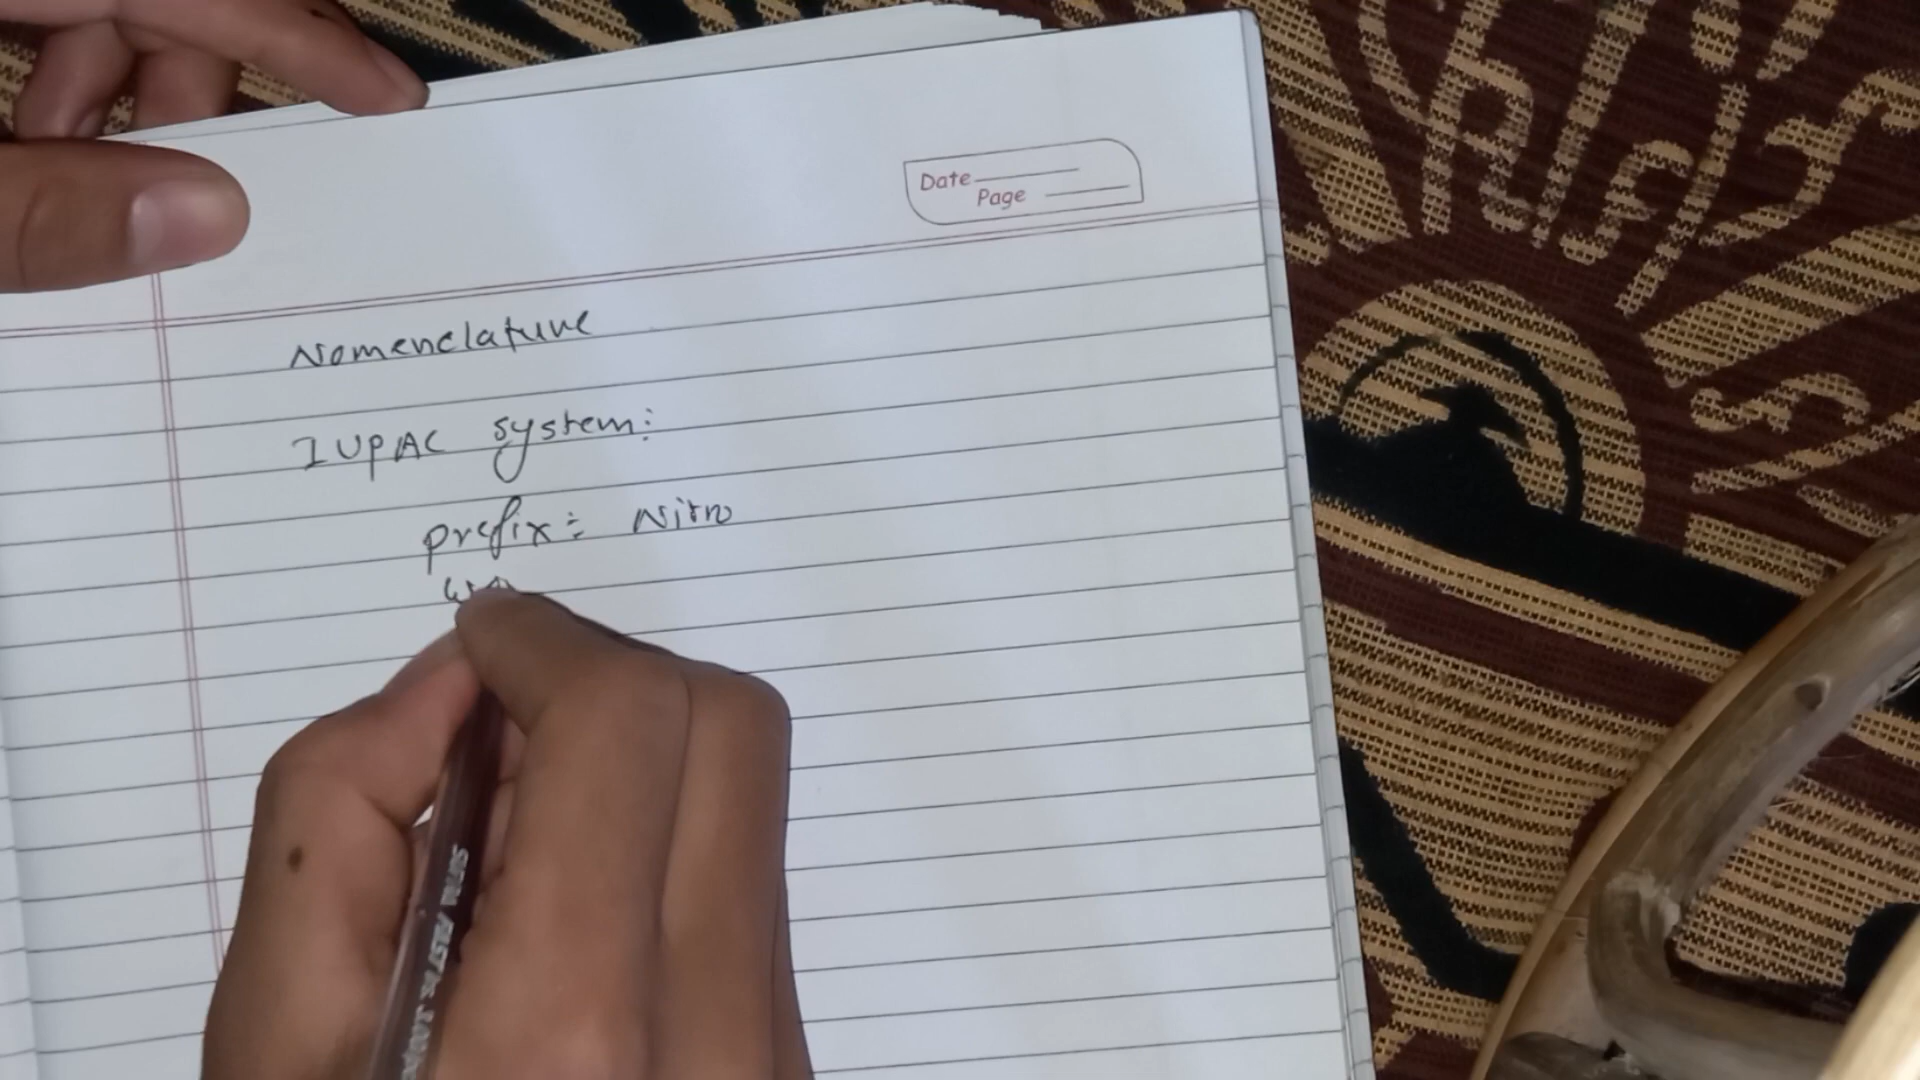 Date
Page
Nomenclature
IUPAC system:
prefix: Nitro